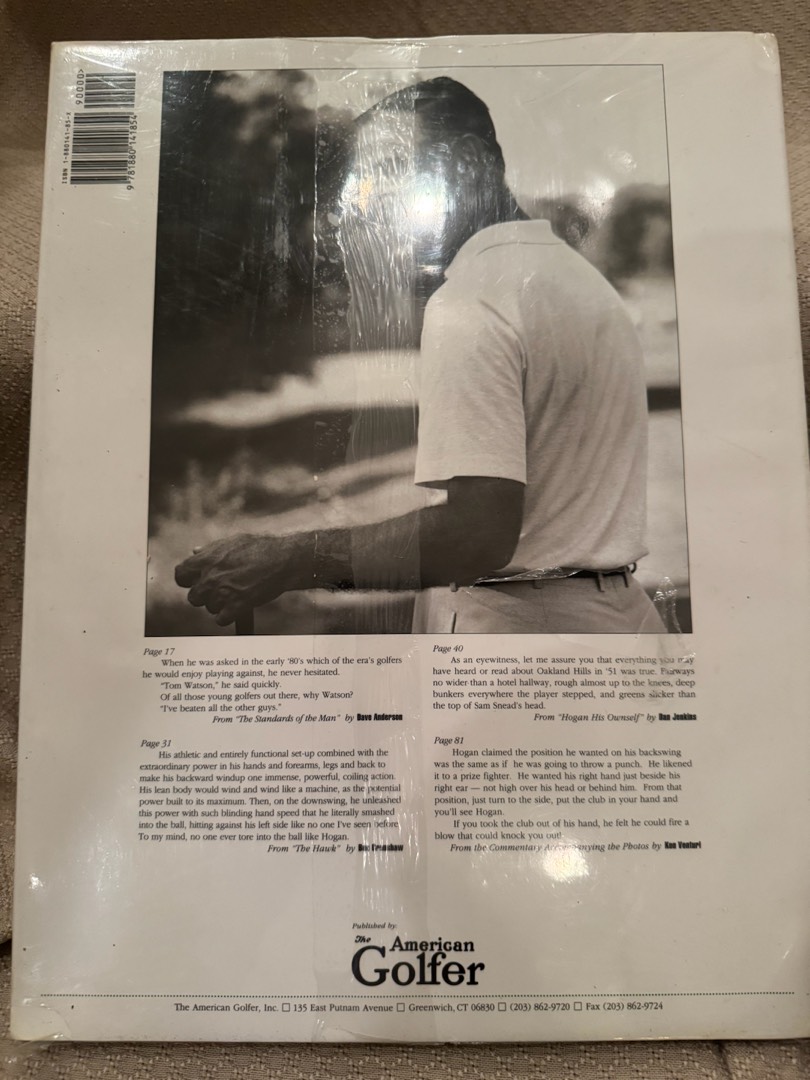 90000>
ISBN 1-880141-85-2
9 781880 141854
Page 17
When he was asked in the early '80's which of the era's golfers
he would enjoy playing against, he never hesitated.
"Tom Watson," he said quickly.
Of all those young golfers out there, why Watson?
"I've beaten all the other guys."
From "The Standards of the Man" by Dave Anderson
Page 31
His athletic and entirely functional set-up combined with the
extraordinary power in his hands and forearms, legs and back to
make his backward windup one immense, powerful, coiling action.
His lean body would wind and wind like a machine, as the potential
power built to its maximum. Then, on the downswing, he unleashed
this power with such blinding hand speed that he literally smashed
into the ball, hitting against his left side like no one I've seen before.
To my mind, no one ever tore into the ball like Hogan.
From "The Hawk" by Ben Crenshaw
Page 40
As an eyewitness, let me assure you that everything you may
have heard or read about Oakland Hills in '51 was true. Fairways
no wider than a hotel hallway, rough almost up to the knees, deep
bunkers everywhere the player stepped, and greens slicker than
the top of Sam Snead's head.
From "Hogan His Ownself" by Dan Jenkins
Page 81
Hogan claimed the position he wanted on his backswing
was the same as if he was going to throw a punch. He likened
it to a prize fighter. He wanted his right hand just beside his
right ear — not high over his head or behind him. From that
position, just turn to the side, put the club in your hand and
you'll see Hogan.
If you took the club out of his hand, he felt he could fire a
blow that could knock you out!
From the Commentary Accompanying the Photos by Ken Venturi
Published by:
The American
Golfer
The American Golfer, Inc. □ 135 East Putnam Avenue □ Greenwich, CT 06830 □ (203) 862-9720 □ Fax (203) 862-9724